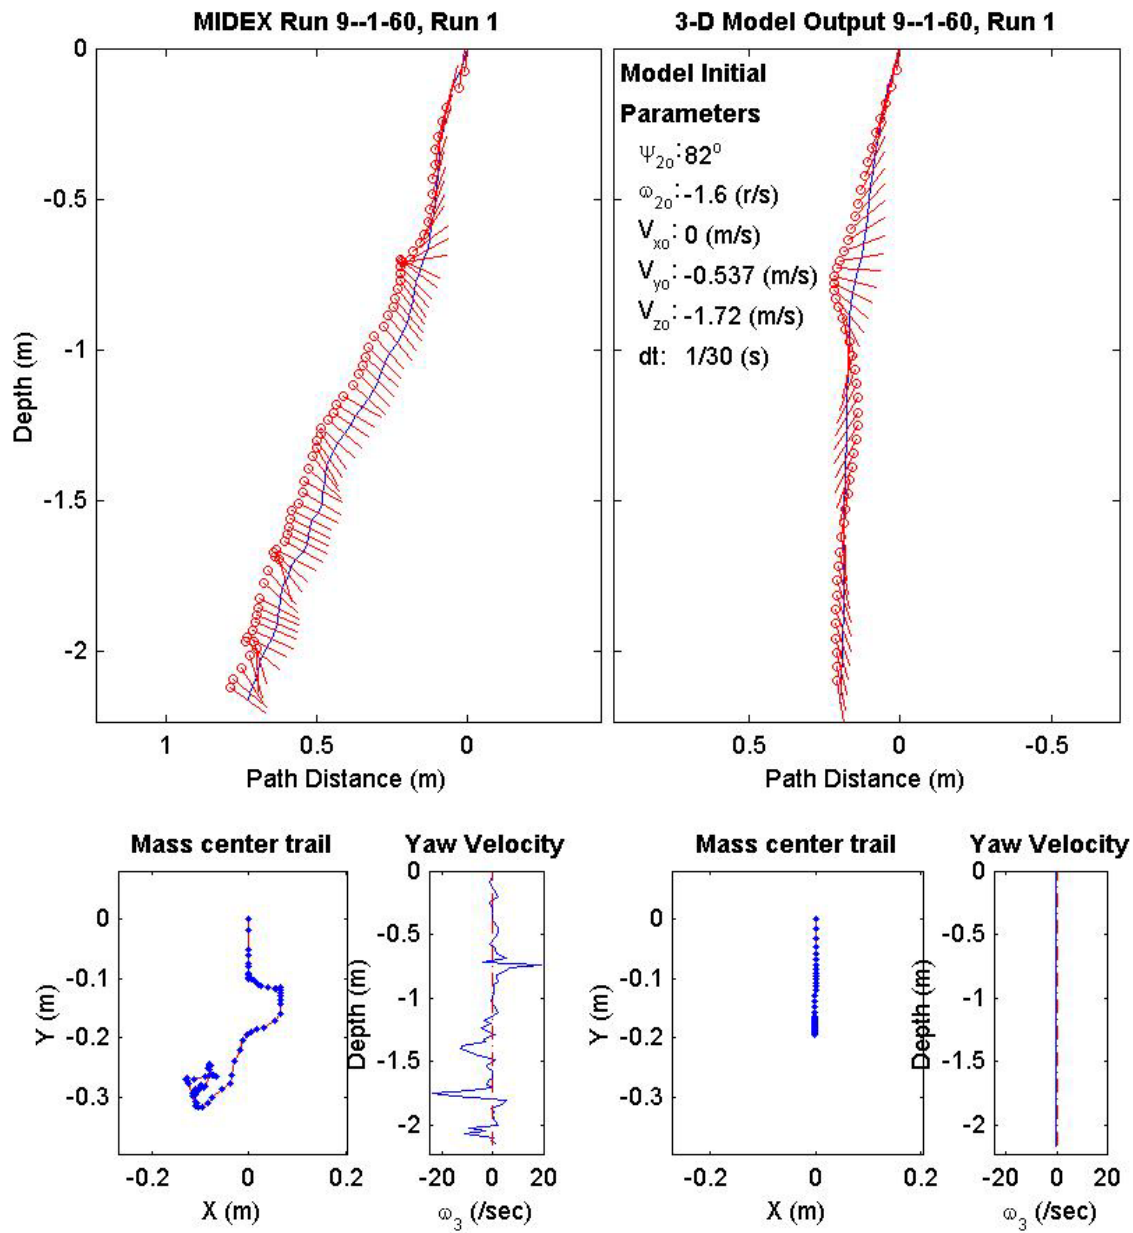 MIDEX Run 9--1-60, Run 1
3-D Model Output 9--1-60, Run 1
Model Initial
Parameters
Ψ2o: 82o
ω2o: -1.6 (r/s)
Vxo: 0 (m/s)
Vyo: -0.537 (m/s)
Vzo: -1.72 (m/s)
dt: 1/30 (s)
0
-0.5
-1
-1.5
-2
Depth (m)
1
0.5
0
Path Distance (m)
0.5
0
-0.5
Path Distance (m)
Mass center trail
0
-0.1
-0.2
-0.3
Y (m)
-0.2
0
0.2
X (m)
Yaw Velocity
0
-0.5
-1
-1.5
-2
Depth (m)
-20
0
20
ω3 (/sec)
Mass center trail
0
-0.1
-0.2
-0.3
Y (m)
-0.2
0
0.2
X (m)
Yaw Velocity
0
-0.5
-1
-1.5
-2
Depth (m)
-20
0
20
ω3 (/sec)